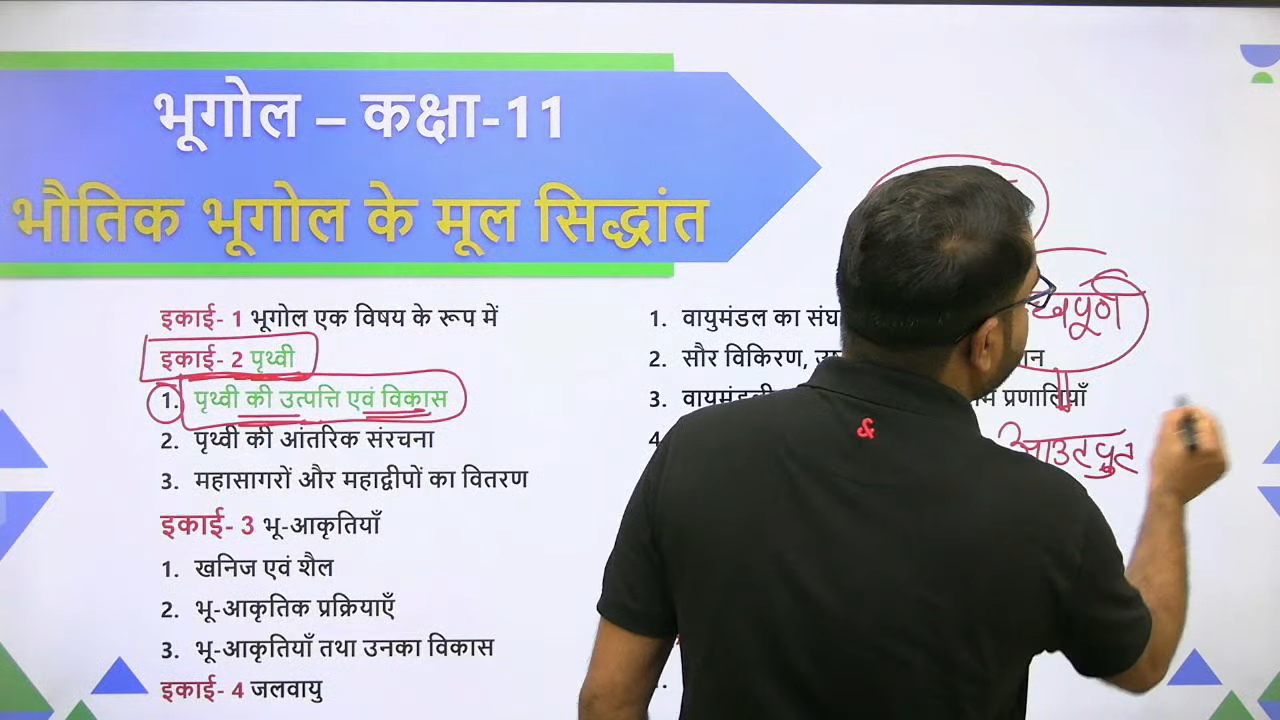 भूगोल – कक्षा-11
भौतिक भूगोल के मूल सिद्धांत
इकाई- 1 भूगोल एक विषय के रूप में
इकाई- 2 पृथ्वी
1. पृथ्वी की उत्पत्ति एवं विकास
2. पृथ्वी की आंतरिक संरचना
3. महासागरों और महाद्वीपों का वितरण
इकाई- 3 भू-आकृतियाँ
1. खनिज एवं शैल
2. भू-आकृतिक प्रक्रियाएँ
3. भू-आकृतियाँ तथा उनका विकास
इकाई- 4 जलवायु
1. वायुमंडल का
2. सौर विकिरण,
3. प्रणालियाँ
4.
आउटपुट
&